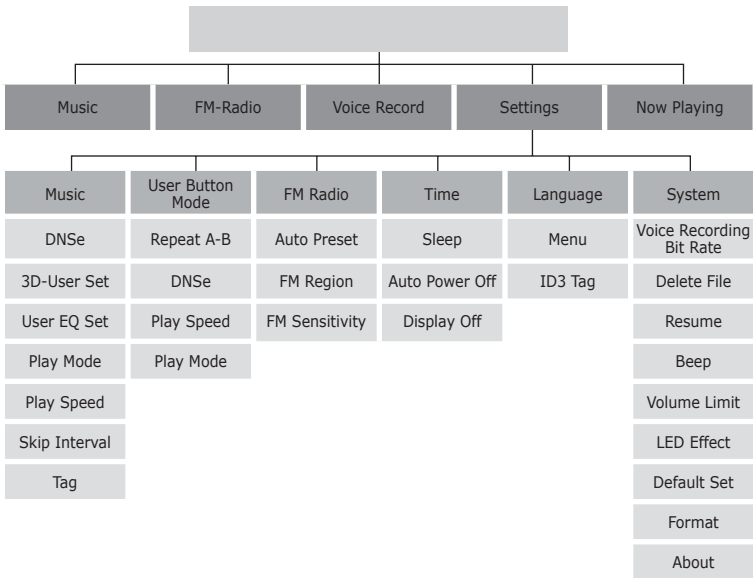 Music
FM-Radio
Voice Record
Settings
Now Playing
Music
User Button
Mode
FM Radio
Time
Language
System
DNSe
Repeat A-B
Auto Preset
Sleep
Menu
Voice Recording
Bit Rate
3D-User Set
DNSe
FM Region
Auto Power Off
ID3 Tag
Delete File
User EQ Set
Play Speed
FM Sensitivity
Display Off
Resume
Play Mode
Play Mode
Beep
Play Speed
Volume Limit
Skip Interval
LED Effect
Tag
Default Set
Format
About